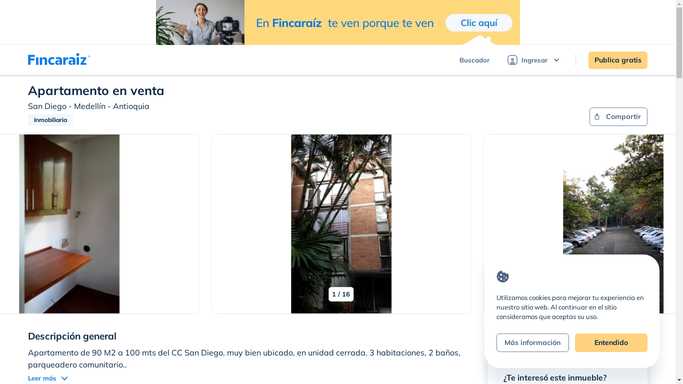 En Fincaraíz te ven porque te ven
Clic aquí
Fincaraíz
Buscador
Ingresar
Publica gratis
Apartamento en venta
San Diego - Medellín - Antioquia
Inmobiliaria
Compartir
1 / 16
Utilizamos cookies para mejorar tu experiencia en
nuestro sitio web. Al continuar en el sitio
consideramos que aceptas su uso.
Más información
Entendido
Descripción general
Apartamento de 90 M2 a 100 mts del CC San Diego, muy bien ubicado, en unidad cerrada, 3 habitaciones, 2 baños,
parqueadero comunitario..
Leer más
¿Te interesó este inmueble?